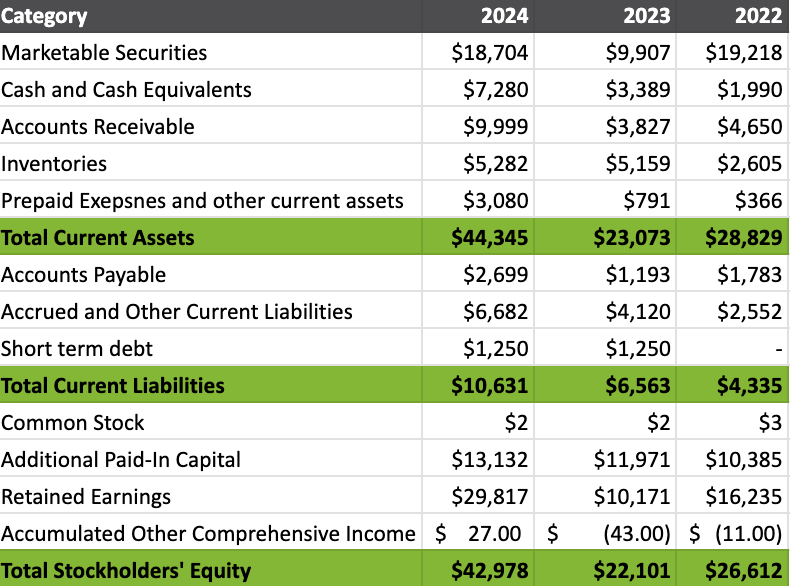 Category 2024 2023 2022
Marketable Securities $18,704 $9,907 $19,218
Cash and Cash Equivalents $7,280 $3,389 $1,990
Accounts Receivable $9,999 $3,827 $4,650
Inventories $5,282 $5,159 $2,605
Prepaid Exepsnes and other current assets $3,080 $791 $366
Total Current Assets $44,345 $23,073 $28,829
Accounts Payable $2,699 $1,193 $1,783
Accrued and Other Current Liabilities $6,682 $4,120 $2,552
Short term debt $1,250 $1,250 -
Total Current Liabilities $10,631 $6,563 $4,335
Common Stock $2 $2 $3
Additional Paid-In Capital $13,132 $11,971 $10,385
Retained Earnings $29,817 $10,171 $16,235
Accumulated Other Comprehensive Income $ 27.00 $ (43.00) $ (11.00)
Total Stockholders' Equity $42,978 $22,101 $26,612